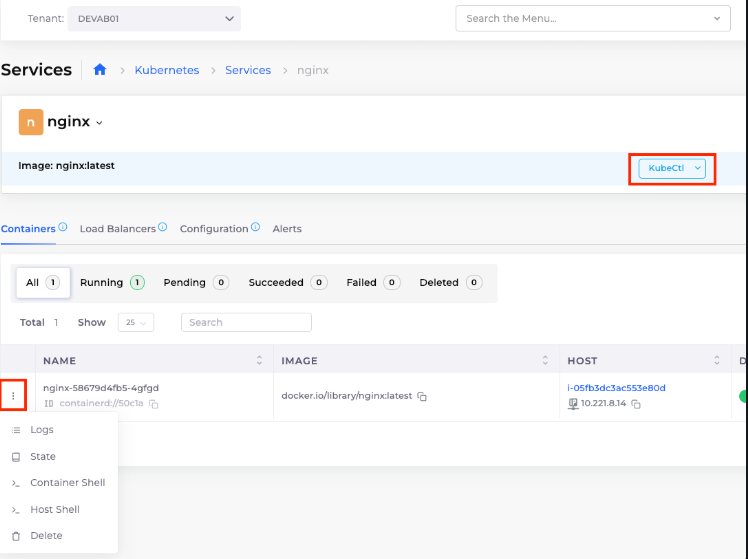 Tenant: DEVAB01 Search the Menu...
Services Kubernetes Services nginx
n nginx
Image: nginx:latest KubeCtl
Containers Load Balancers Configuration Alerts
All 1 Running 1 Pending 0 Succeeded 0 Failed 0 Deleted 0
Total 1 Show 25 Search
NAME IMAGE HOST D
nginx-58679d4fb5-4gfgd docker.io/library/nginx:latest i-05fb3dc3ac553e80d
ID containerd://50c1a 10.221.8.14
Logs
State
Container Shell
Host Shell
Delete